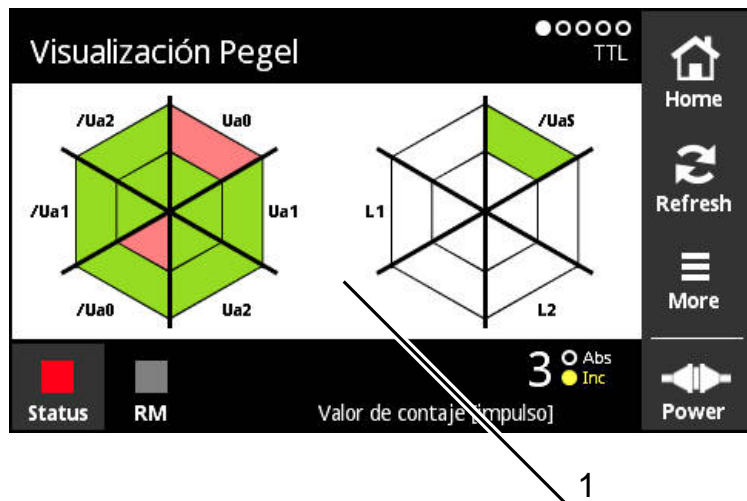 Visualización Pegel
TTL
Home
/Ua2
Ua0
/UaS
Refresh
/Ua1
Ua1
L1
More
/Ua0
Ua2
L2
3
Abs
Inc
Status
RM
Valor de contaje [impulso]
Power
1